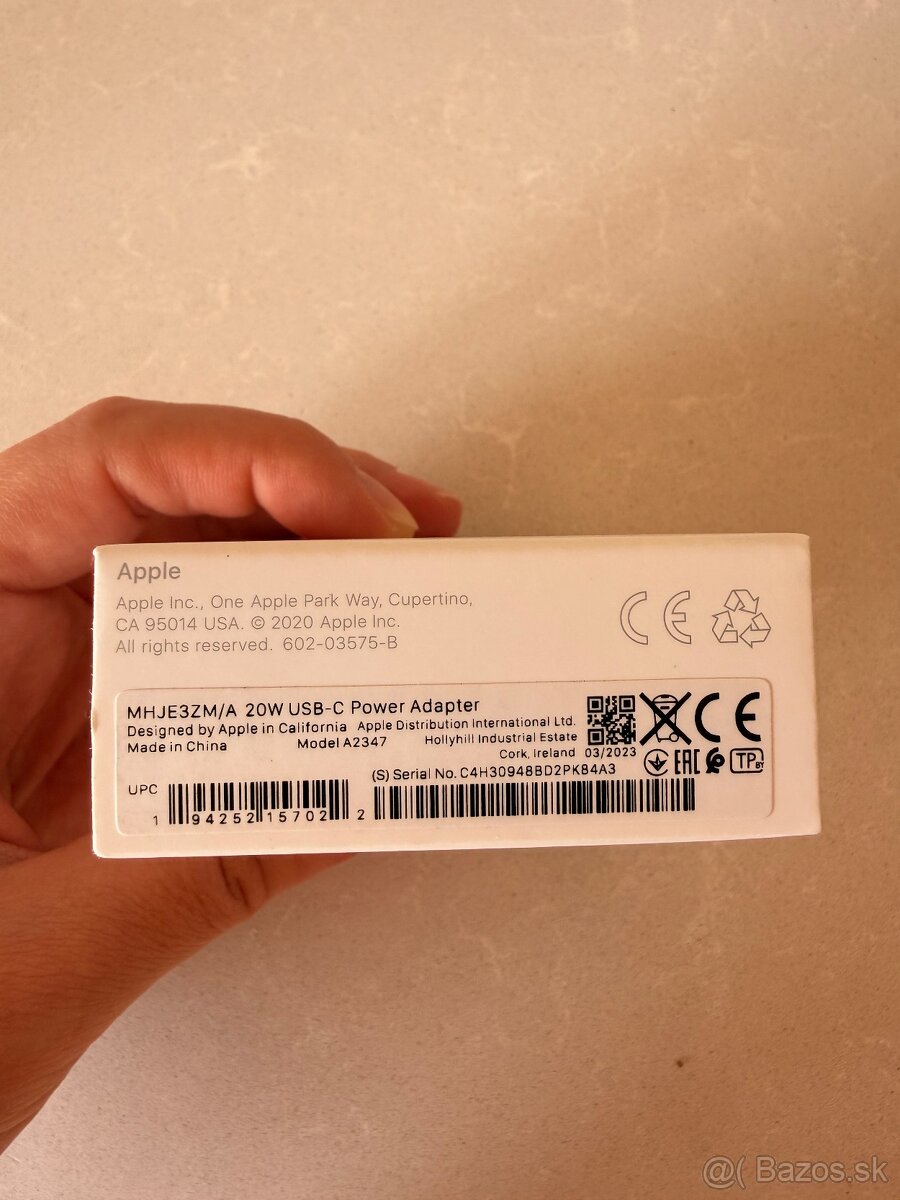 Apple
Apple Inc., One Apple Park Way, Cupertino,
CA 95014 USA. © 2020 Apple Inc.
All rights reserved. 602-03575-B
CE
MHJE3ZM/A 20W USB-C Power Adapter
Designed by Apple in California Apple Distribution International Ltd.
Made in China Model A2347 Hollyhill Industrial Estate
Cork, Ireland 03/2023
CE
EAC TP BY
(S) Serial No. C4H30948BD2PKB4A3
UPC
1 94252 15702 2
@( Bazos.sk